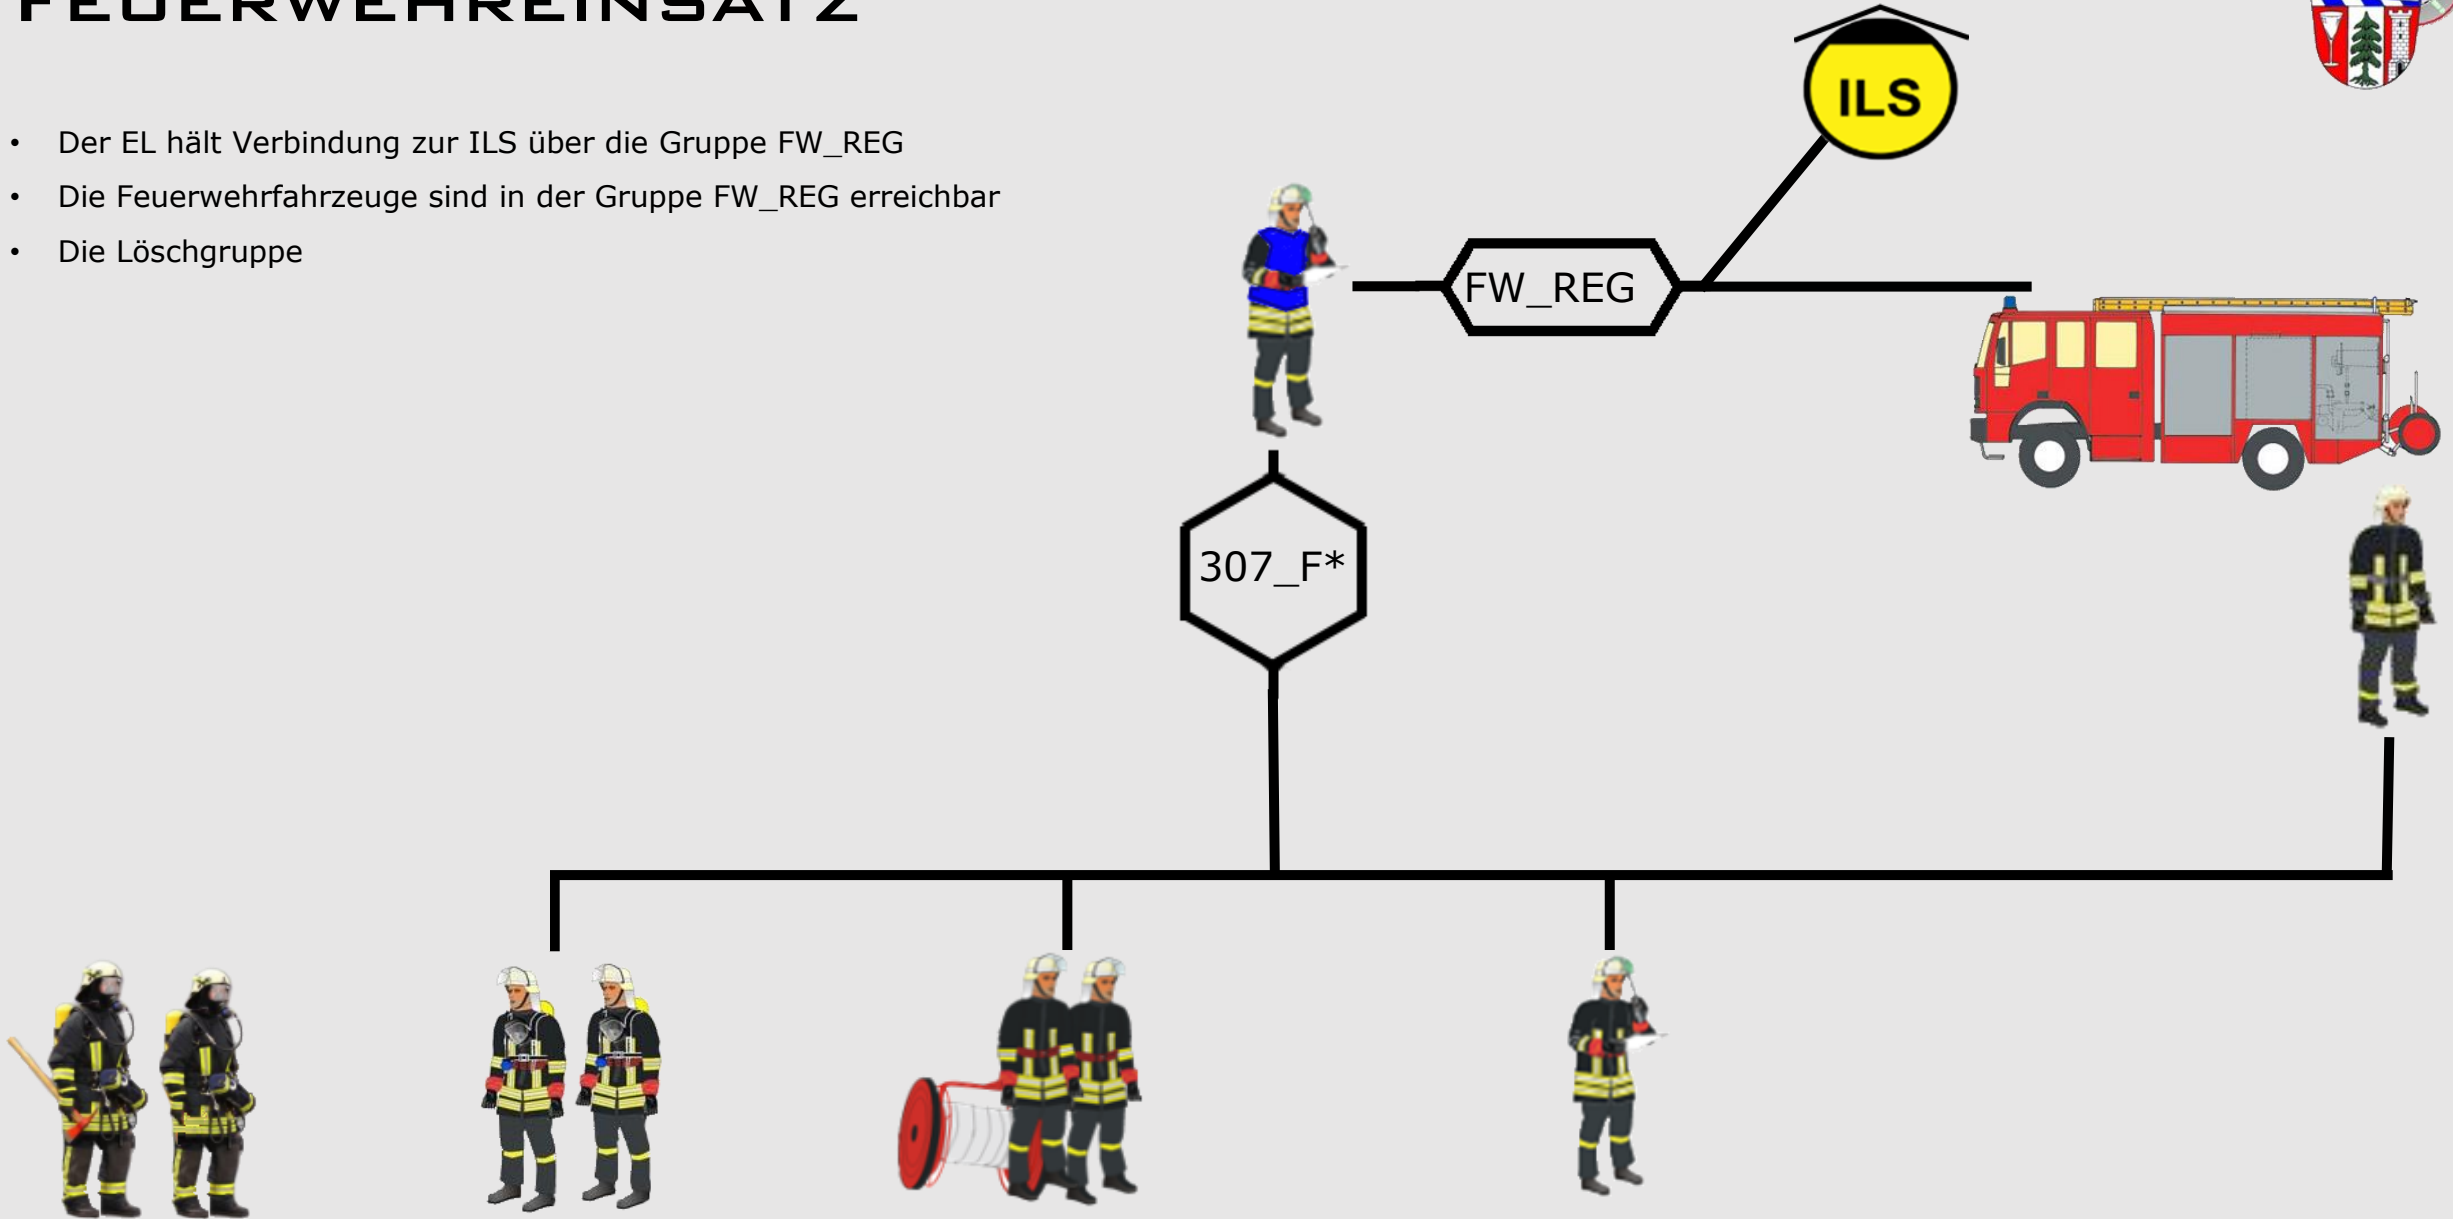 FEUERWEHREINSATZ
• Der EL hält Verbindung zur ILS über die Gruppe FW_REG
• Die Feuerwehrfahrzeuge sind in der Gruppe FW_REG erreichbar
• Die Löschgruppe
ILS
FW_REG
307_F*